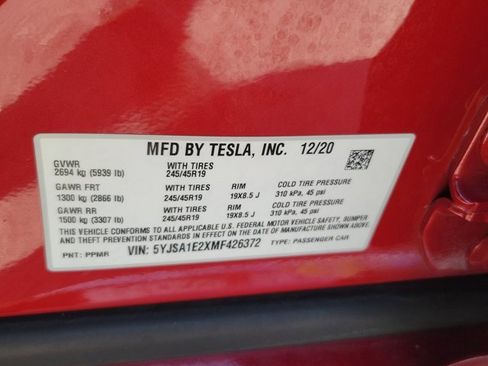 MFD BY TESLA, INC. 12/20
GVWR WITH TIRES
2694 kg (5939 lb) 245/45R19
GAWR FRT WITH TIRES RIM COLD TIRE PRESSURE
1300 kg (2866 lb) 245/45R19 19X8.5 J 310 kPa, 45 psi
GAWR RR WITH TIRES RIM COLD TIRE PRESSURE
1500 kg (3307 lb) 245/45R19 19X8.5 J 310 kPa, 45 psi
THIS VEHICLE CONFORMS TO ALL APPLICABLE U.S. FEDERAL MOTOR VEHICLE SAFETY, BUMPER
AND THEFT PREVENTION STANDARDS IN EFFECT ON THE DATE OF MANUFACTURE SHOWN ABOVE.
PNT: PPMR VIN: 5YJSA1E2XMF426372 TYPE: PASSENGER CAR